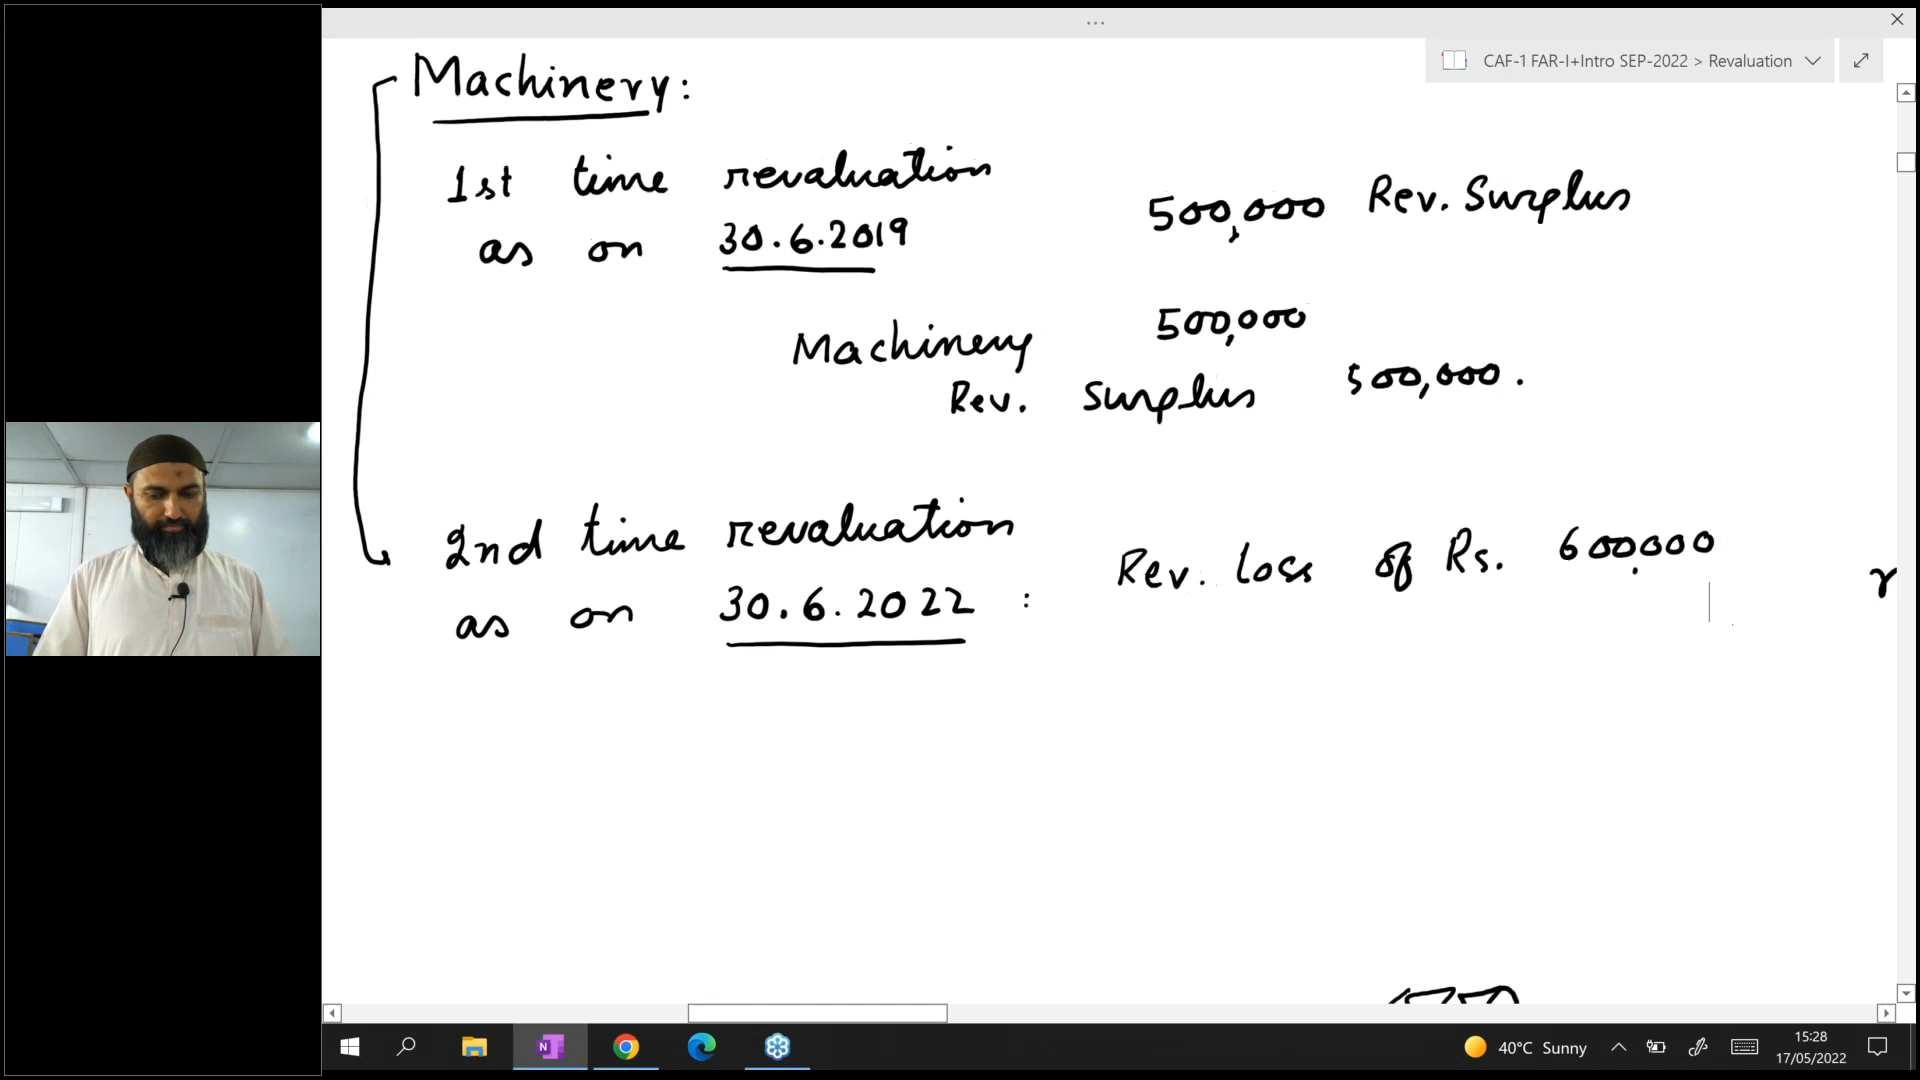 CAF-1 FAR-I+Intro SEP-2022 > Revaluation
Machinery:
1st time revaluation
as on 30.6.2019
500,000 Rev. Surplus
Machinery 500,000
Rev. Surplus 500,000.
2nd time revaluation
as on 30.6.2022 :
Rev. loss of Rs. 600,000
r
40°C Sunny
15:28
17/05/2022